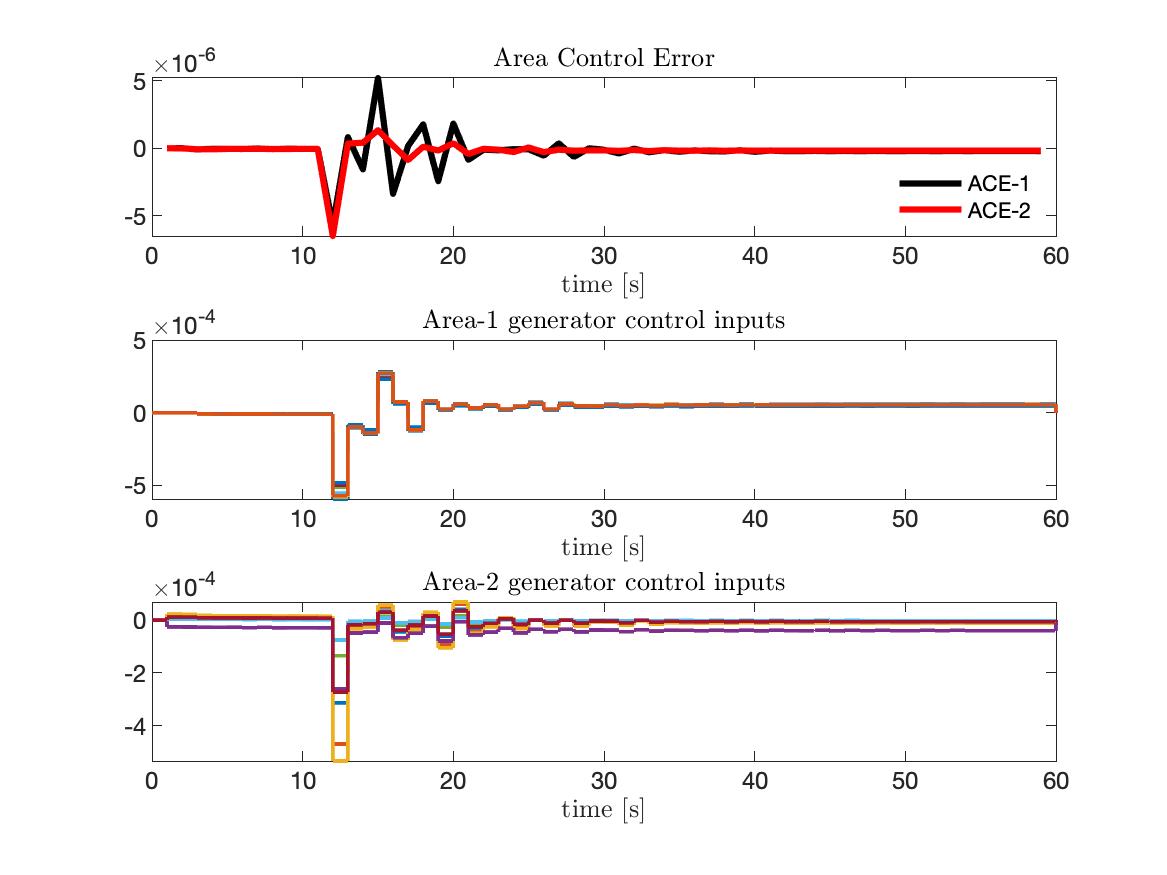 Area Control Error
×10-6
5
0
-5
ACE-1
ACE-2
0 10 20 30 40 50 60
time [s]
Area-1 generator control inputs
×10-4
5
0
-5
0 10 20 30 40 50 60
time [s]
Area-2 generator control inputs
×10-4
0
-2
-4
0 10 20 30 40 50 60
time [s]